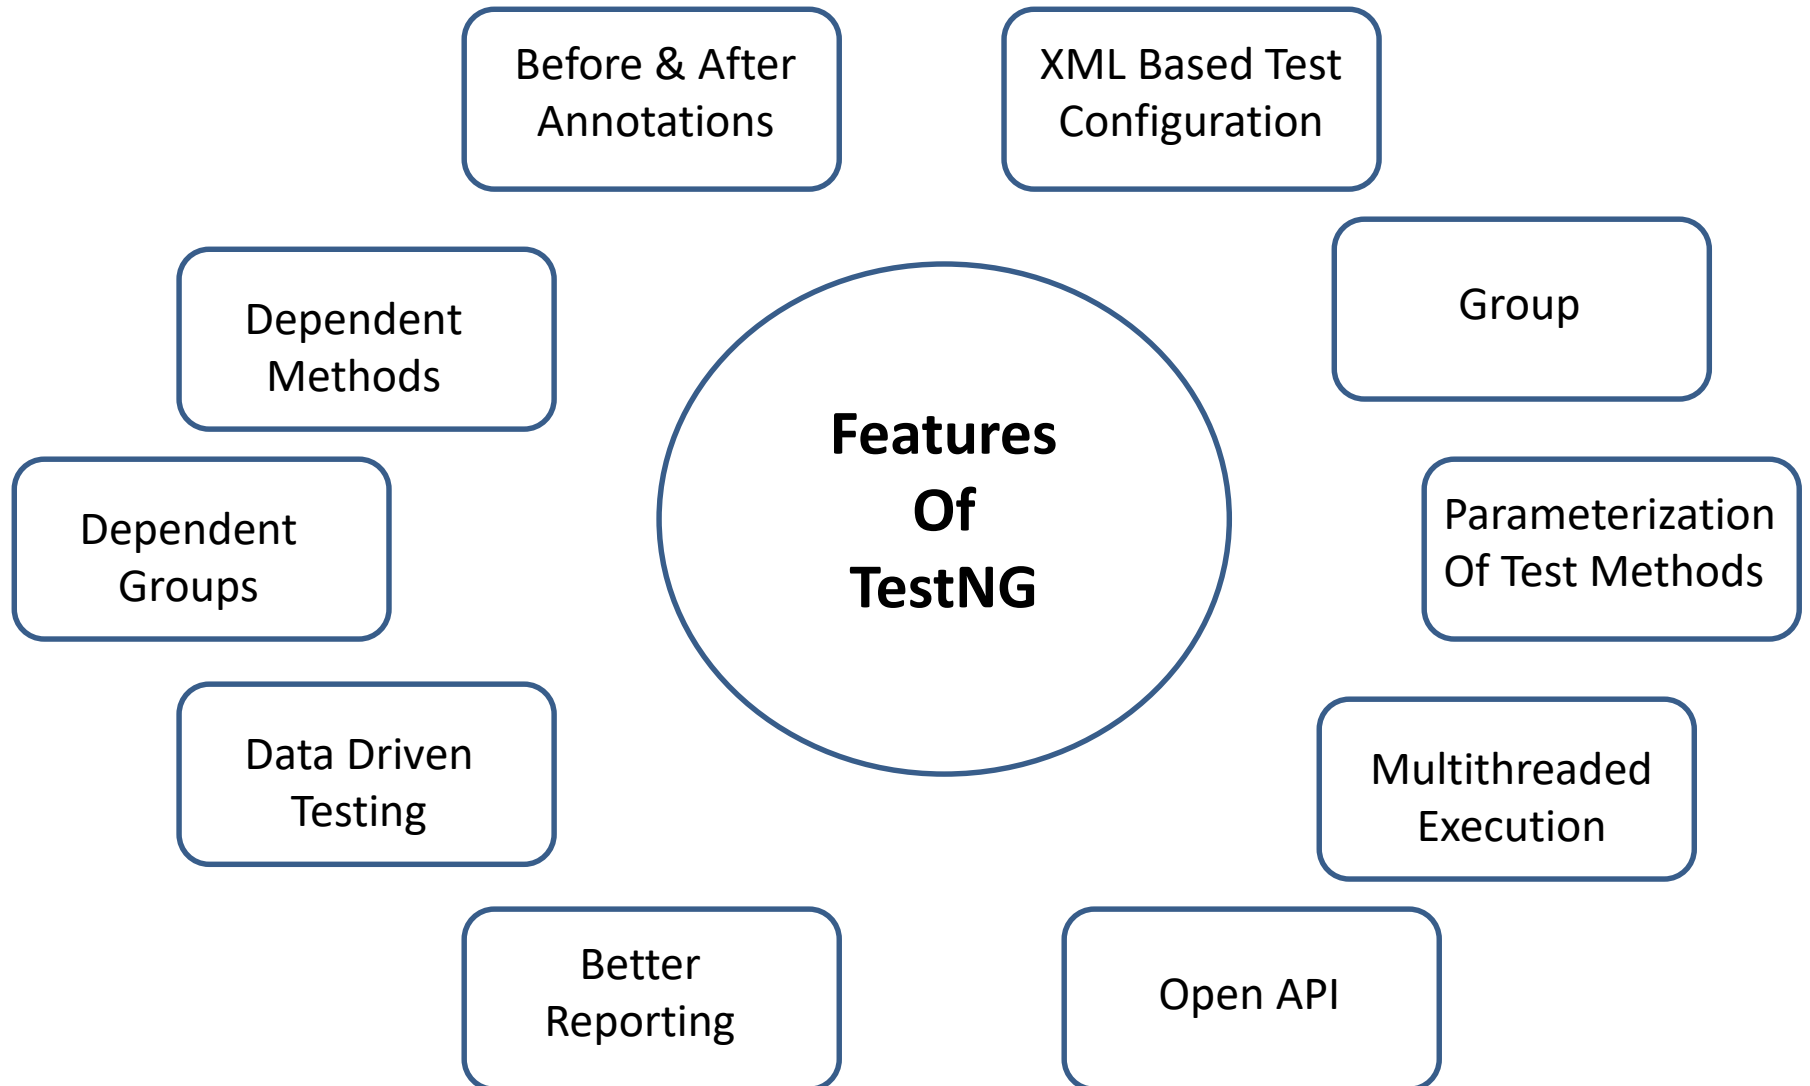 Before & After
Annotations
XML Based Test
Configuration
Group
Dependent
Methods
Features
Of
TestNG
Parameterization
Of Test Methods
Dependent
Groups
Data Driven
Testing
Multithreaded
Execution
Better
Reporting
Open API